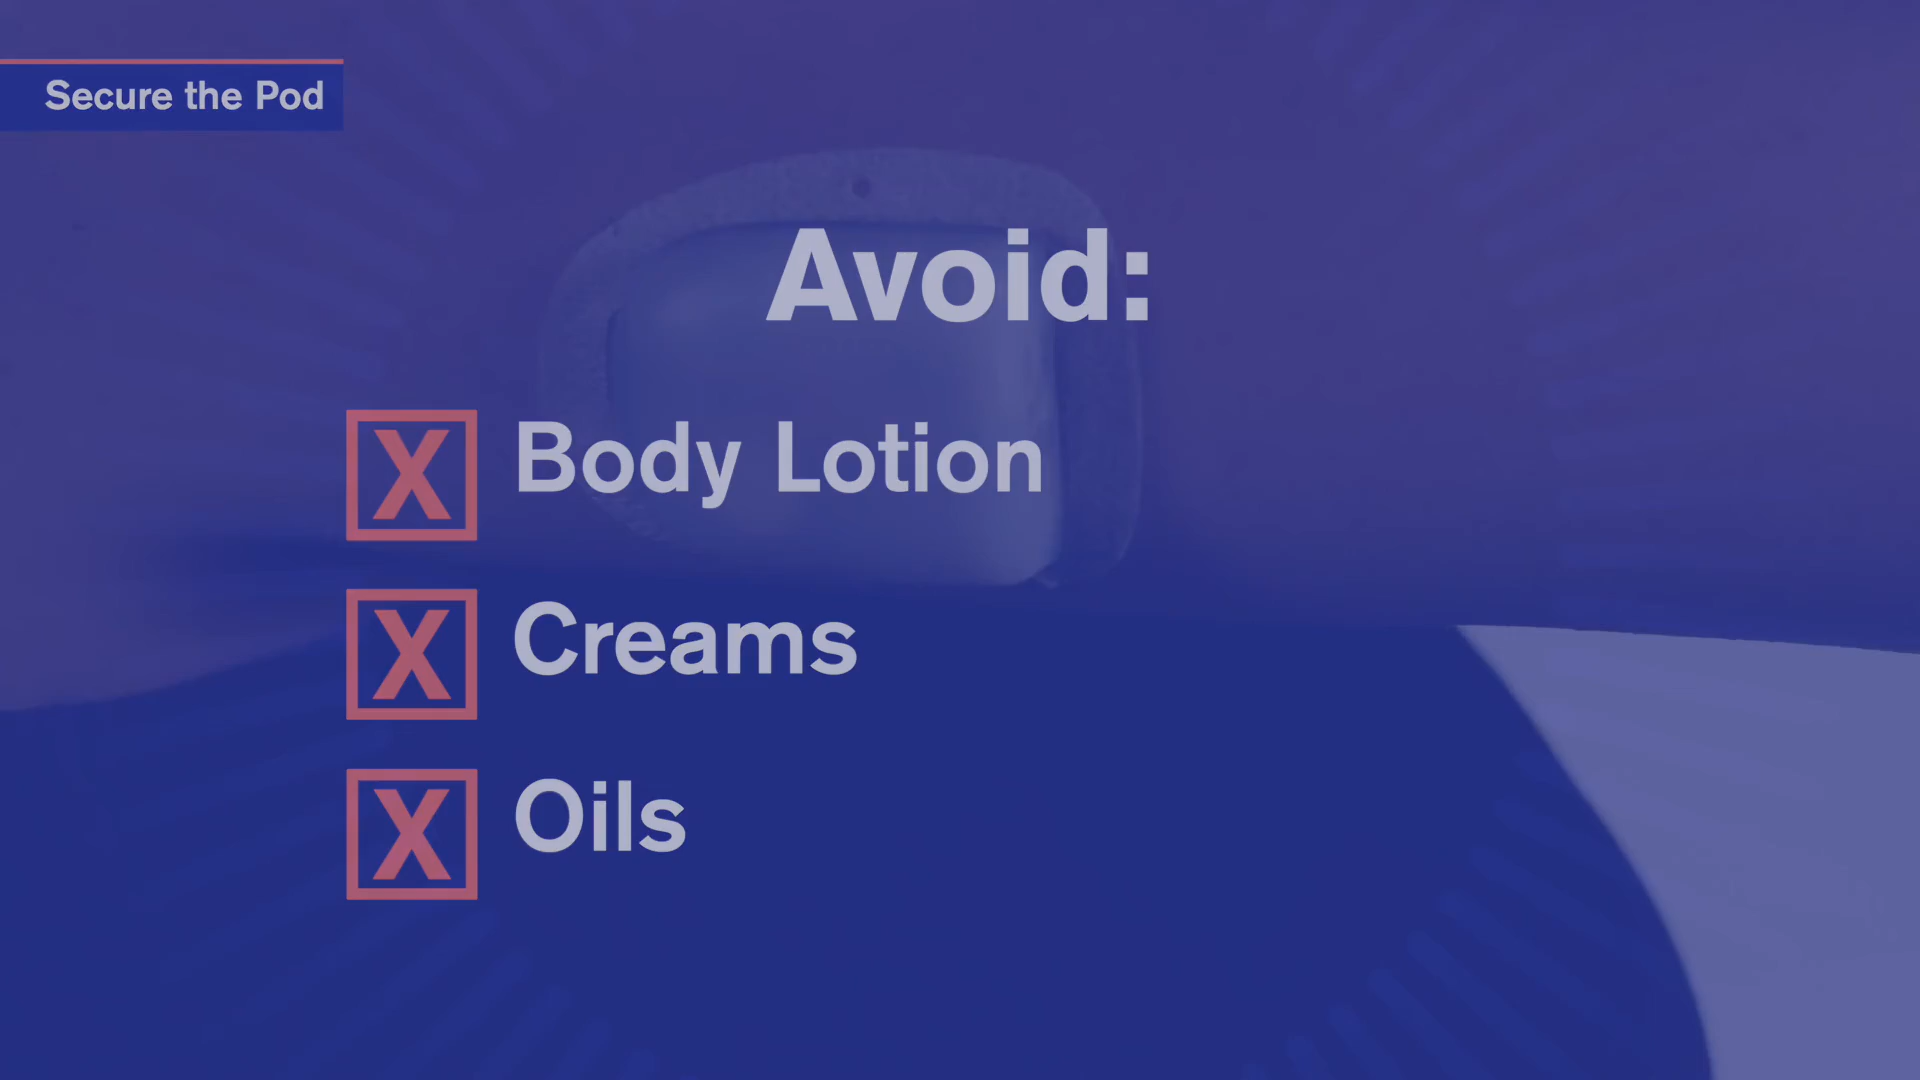 Secure the Pod
Avoid:
X Body Lotion
X Creams
X Oils